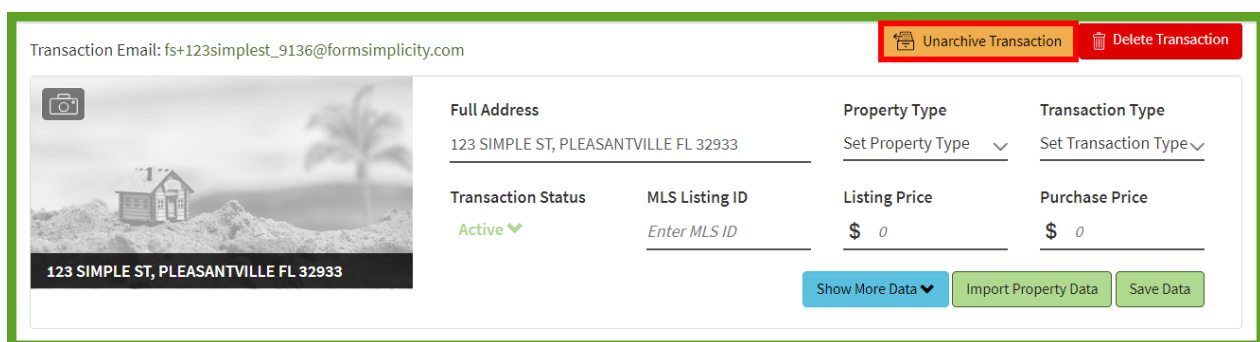 Transaction Email: fs+123simplest_9136@formsimplicity.com
Unarchive Transaction
Delete Transaction
Full Address
Property Type
Transaction Type
123 SIMPLE ST, PLEASANTVILLE FL 32933
Set Property Type
Set Transaction Type
Transaction Status
MLS Listing ID
Listing Price
Purchase Price
Active
Enter MLS ID
$ 0
$ 0
123 SIMPLE ST, PLEASANTVILLE FL 32933
Show More Data
Import Property Data
Save Data